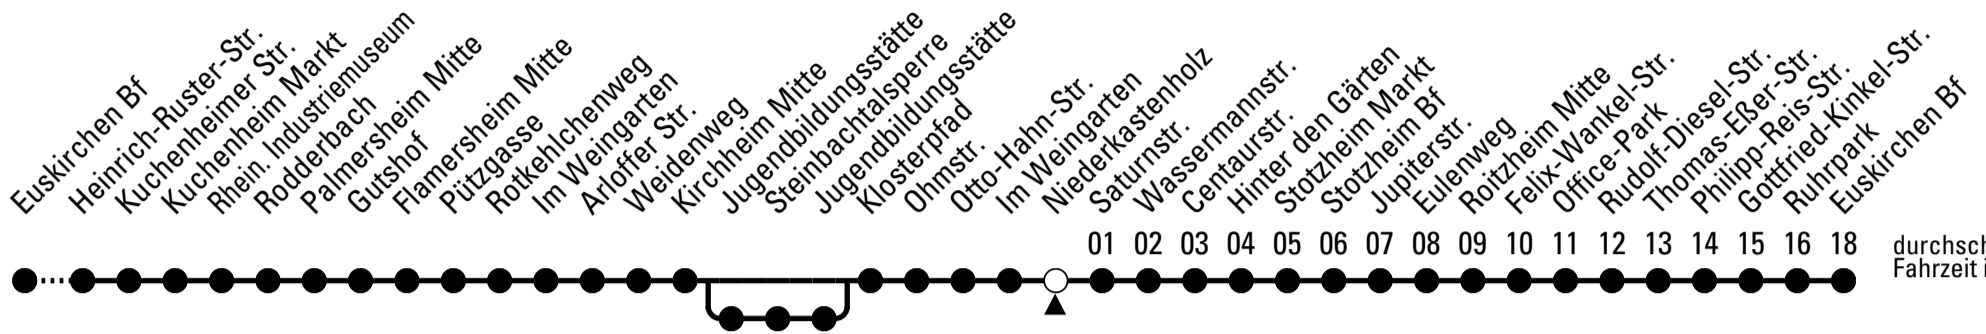 Euskirchen Bf
Heinrich-Ruster-Str.
Kuchenheimer Str.
Kuchenheim Markt
Rhein. Industriemuseum
Rodderbach
Palmersheim Mitte
Gutshof
Flamersheim Mitte
Pützgasse
Rotkehlchenweg
Im Weingarten
Arloffer Str.
Weidenweg
Kirchheim Mitte
Jugendbildungsstätte
Steinbachtalsperre
Jugendbildungsstätte
Klosterpfad
Ohmstr.
Otto-Hahn-Str.
Im Weingarten
Niederkastenholz
Saturnstr.
Wassermannstr.
Centaurstr.
Hinter den Gärten
Stotzheim Markt
Stotzheim Bf
Jupiterstr.
Eulenweg
Roitzheim Mitte
Felix-Wankel-Str.
Office-Park
Rudolf-Diesel-Str.
Thomas-Eßer-Str.
Philipp-Reis-Str.
Gottfried-Kinkel-Str.
Ruhrpark
Euskirchen Bf
01 02 03 04 05 06 07 08 09 10 11 12 13 14 15 16 18
durchsch
Fahrzeit i